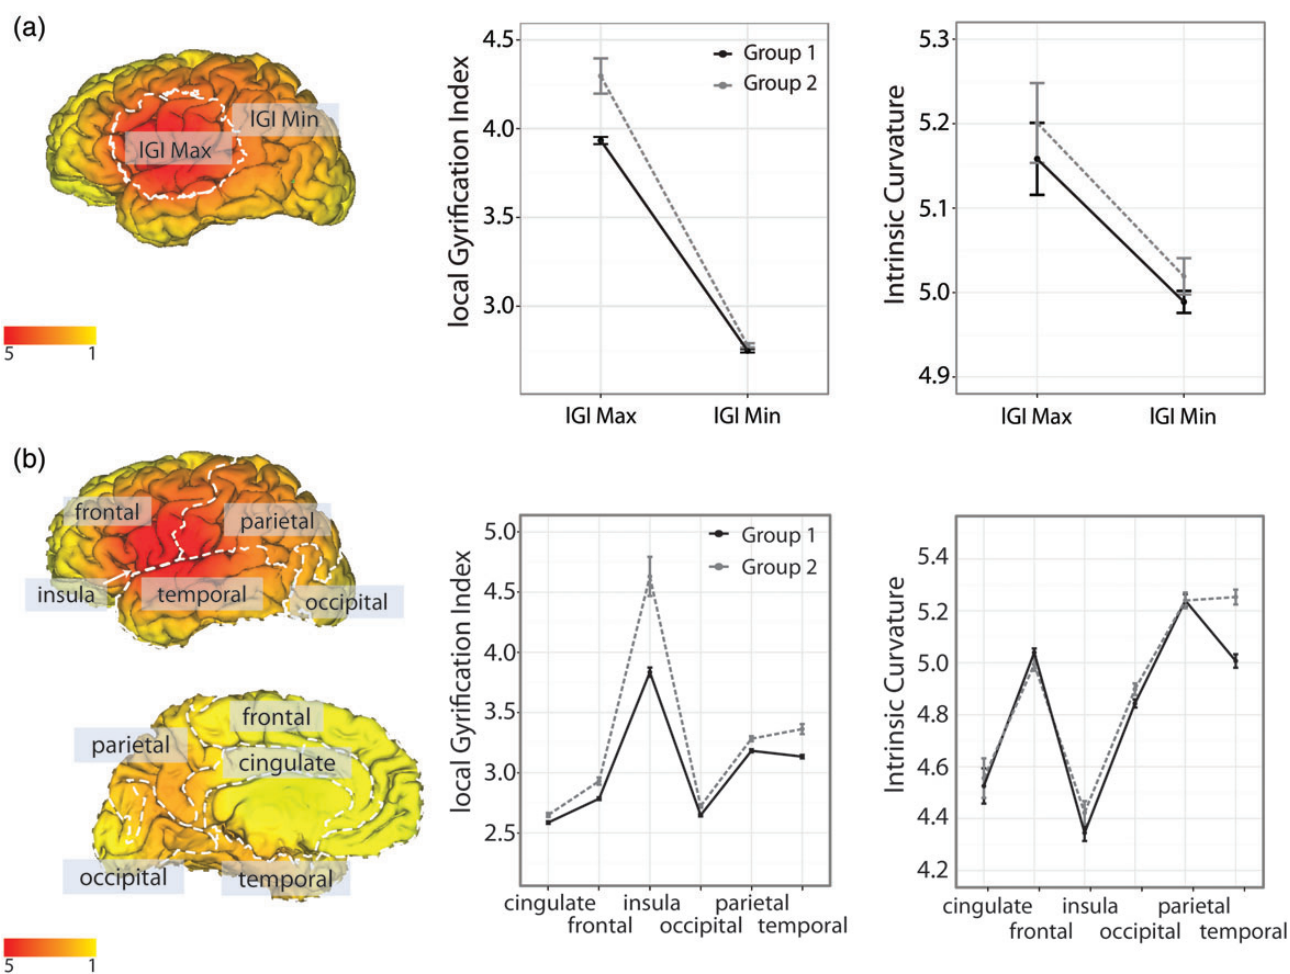 (a)
lGI Min
lGI Max
5 1
local Gyrification Index
4.5
4.0
3.5
3.0
Group 1
Group 2
lGI Max lGI Min
Intrinsic Curvature
5.3
5.2
5.1
5.0
4.9
lGI Max lGI Min
(b)
frontal
parietal
insula
temporal
occipital
frontal
parietal
cingulate
occipital
temporal
5 1
local Gyrification Index
5.0
4.5
4.0
3.5
3.0
2.5
Group 1
Group 2
cingulate insula parietal
frontal occipital temporal
Intrinsic Curvature
5.4
5.2
5.0
4.8
4.6
4.4
4.2
cingulate insula parietal
frontal occipital temporal